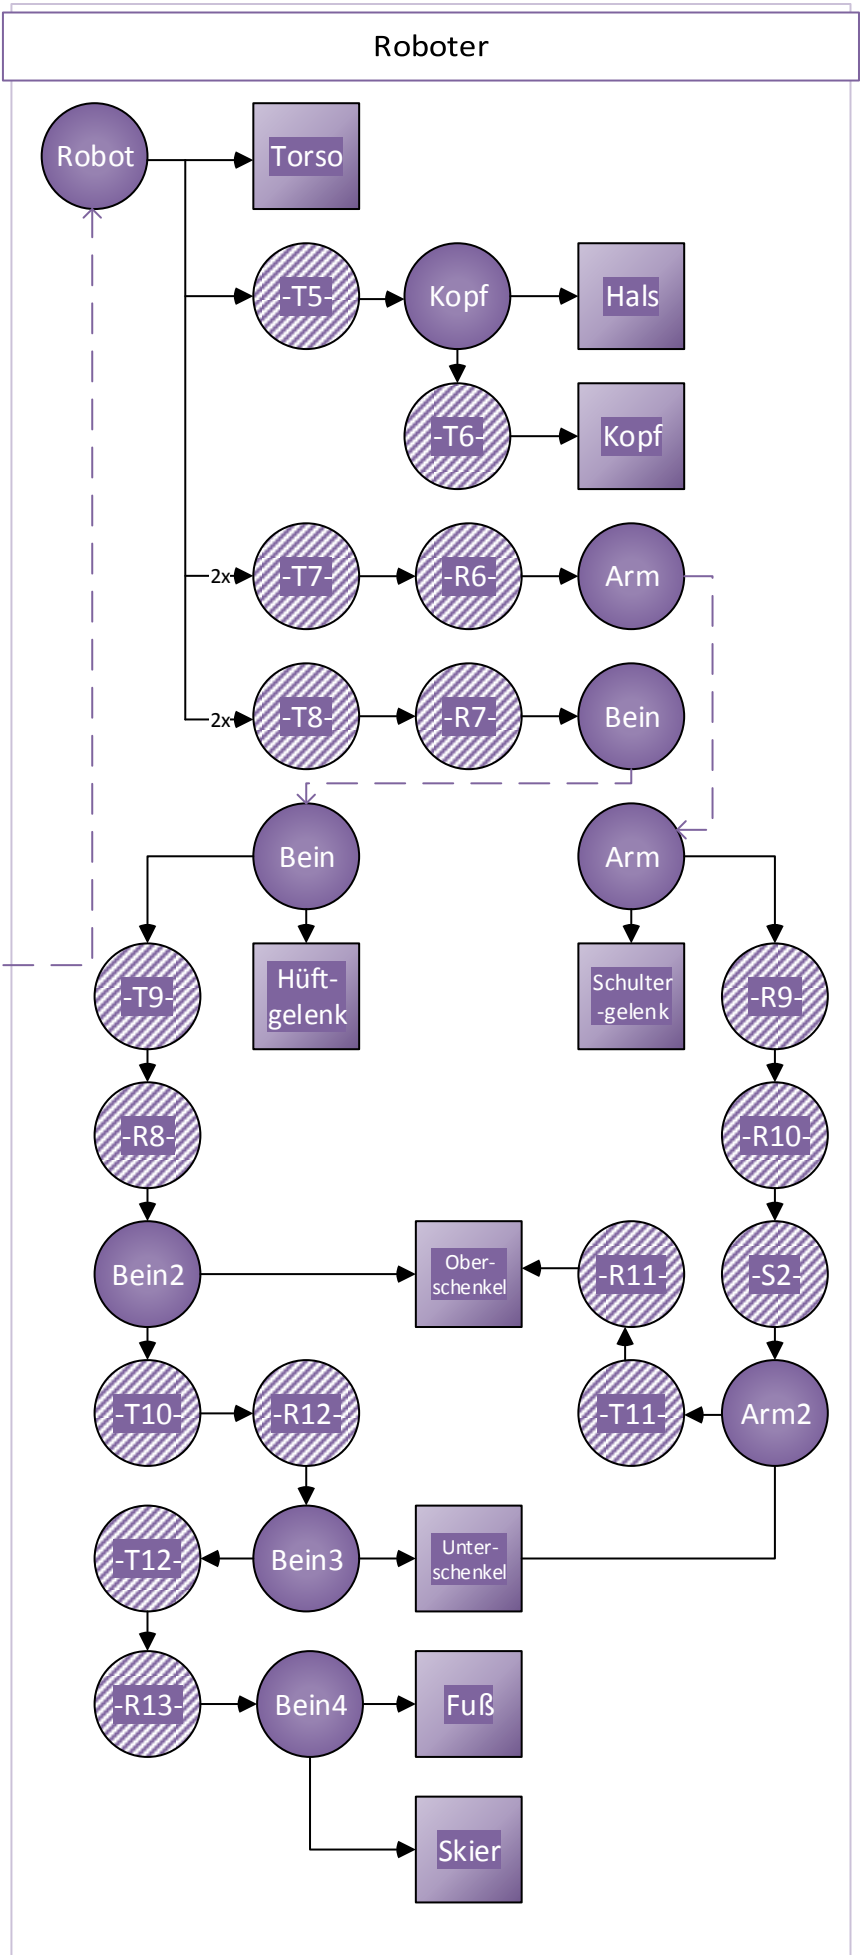 Roboter
Robot
Torso
-T5-
Kopf
Hals
-T6-
Kopf
2x
-T7-
-R6-
Arm
2x
-T8-
-R7-
Bein
Bein
Arm
-T9-
Hüft-
gelenk
Schulter
-gelenk
-R9-
-R8-
-R10-
Bein2
Ober-
schenkel
-R11-
-S2-
-T10-
-R12-
-T11-
Arm2
-T12-
Bein3
Unter-
schenkel
-R13-
Bein4
Fuß
Skier